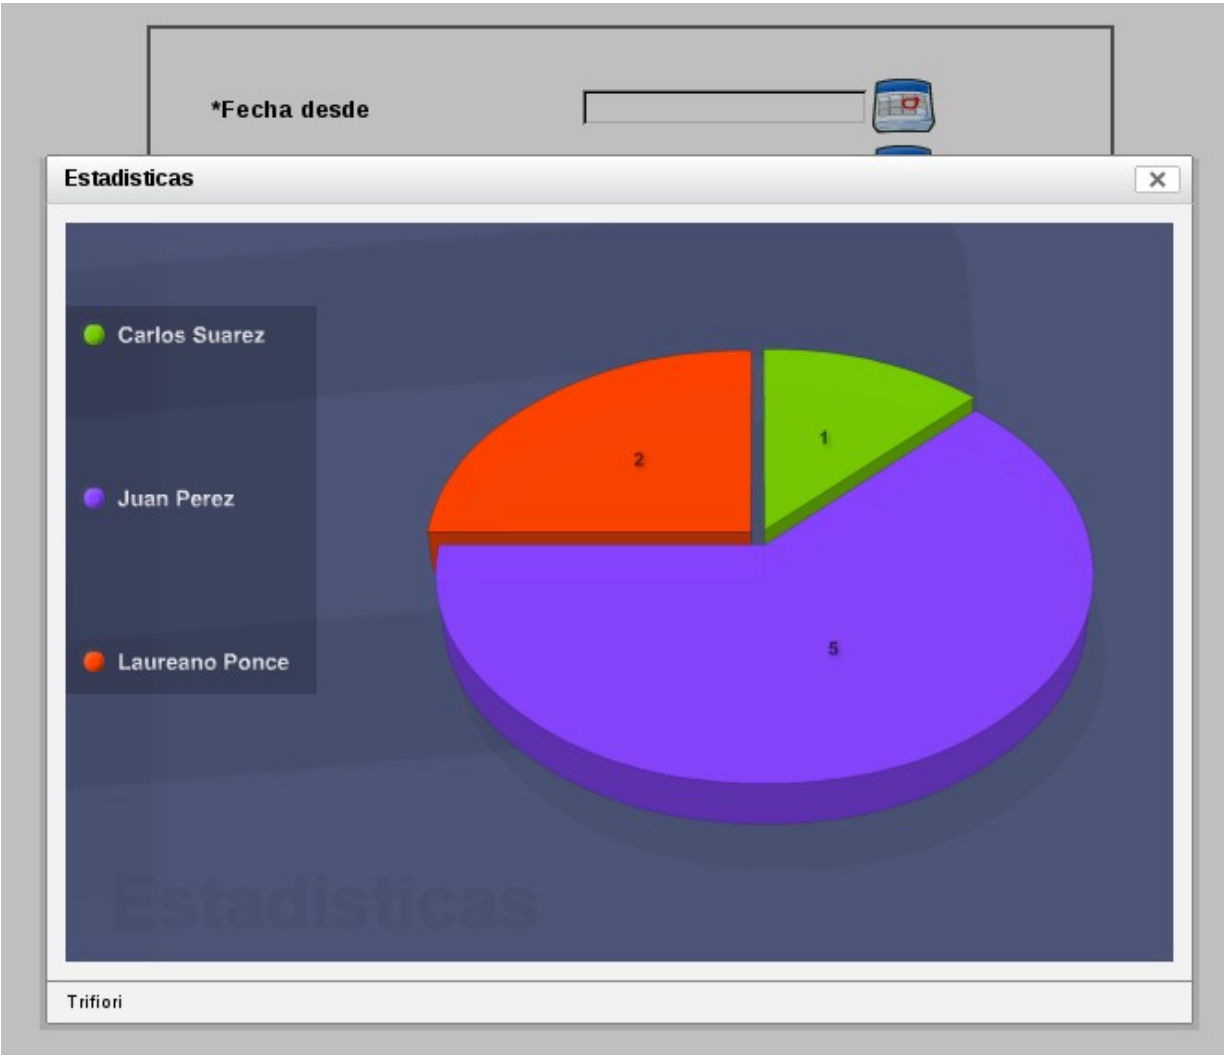 *Fecha desde
Estadisticas
Carlos Suarez
1
2
Juan Perez
5
Laureano Ponce
Estadisticas
Trifiori